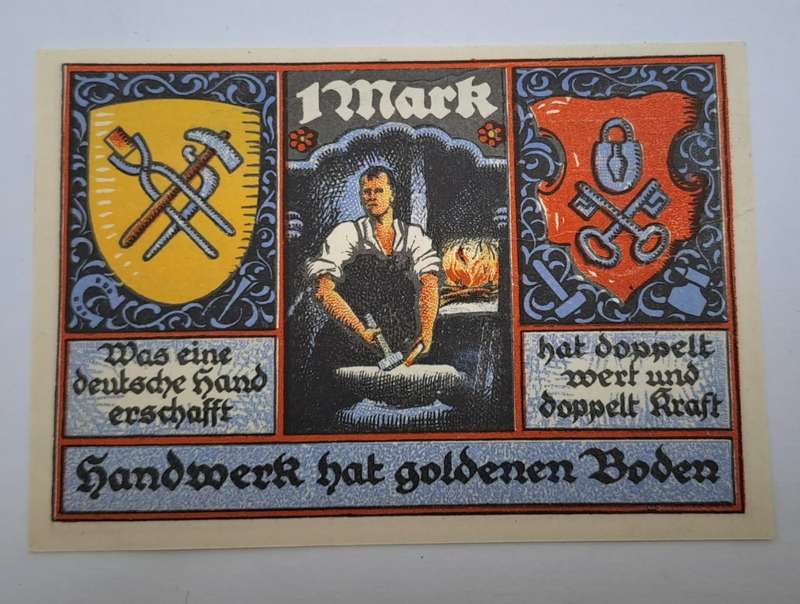 1 Mark
Was eine
deutsche Hand
erschafft
hat doppelt
wert und
doppelt Kraft
Handwerk hat goldenen Boden